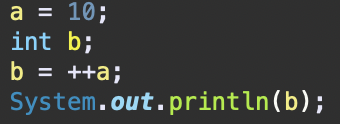 a = 10;
int b;
b = ++a;
System.out.println(b);